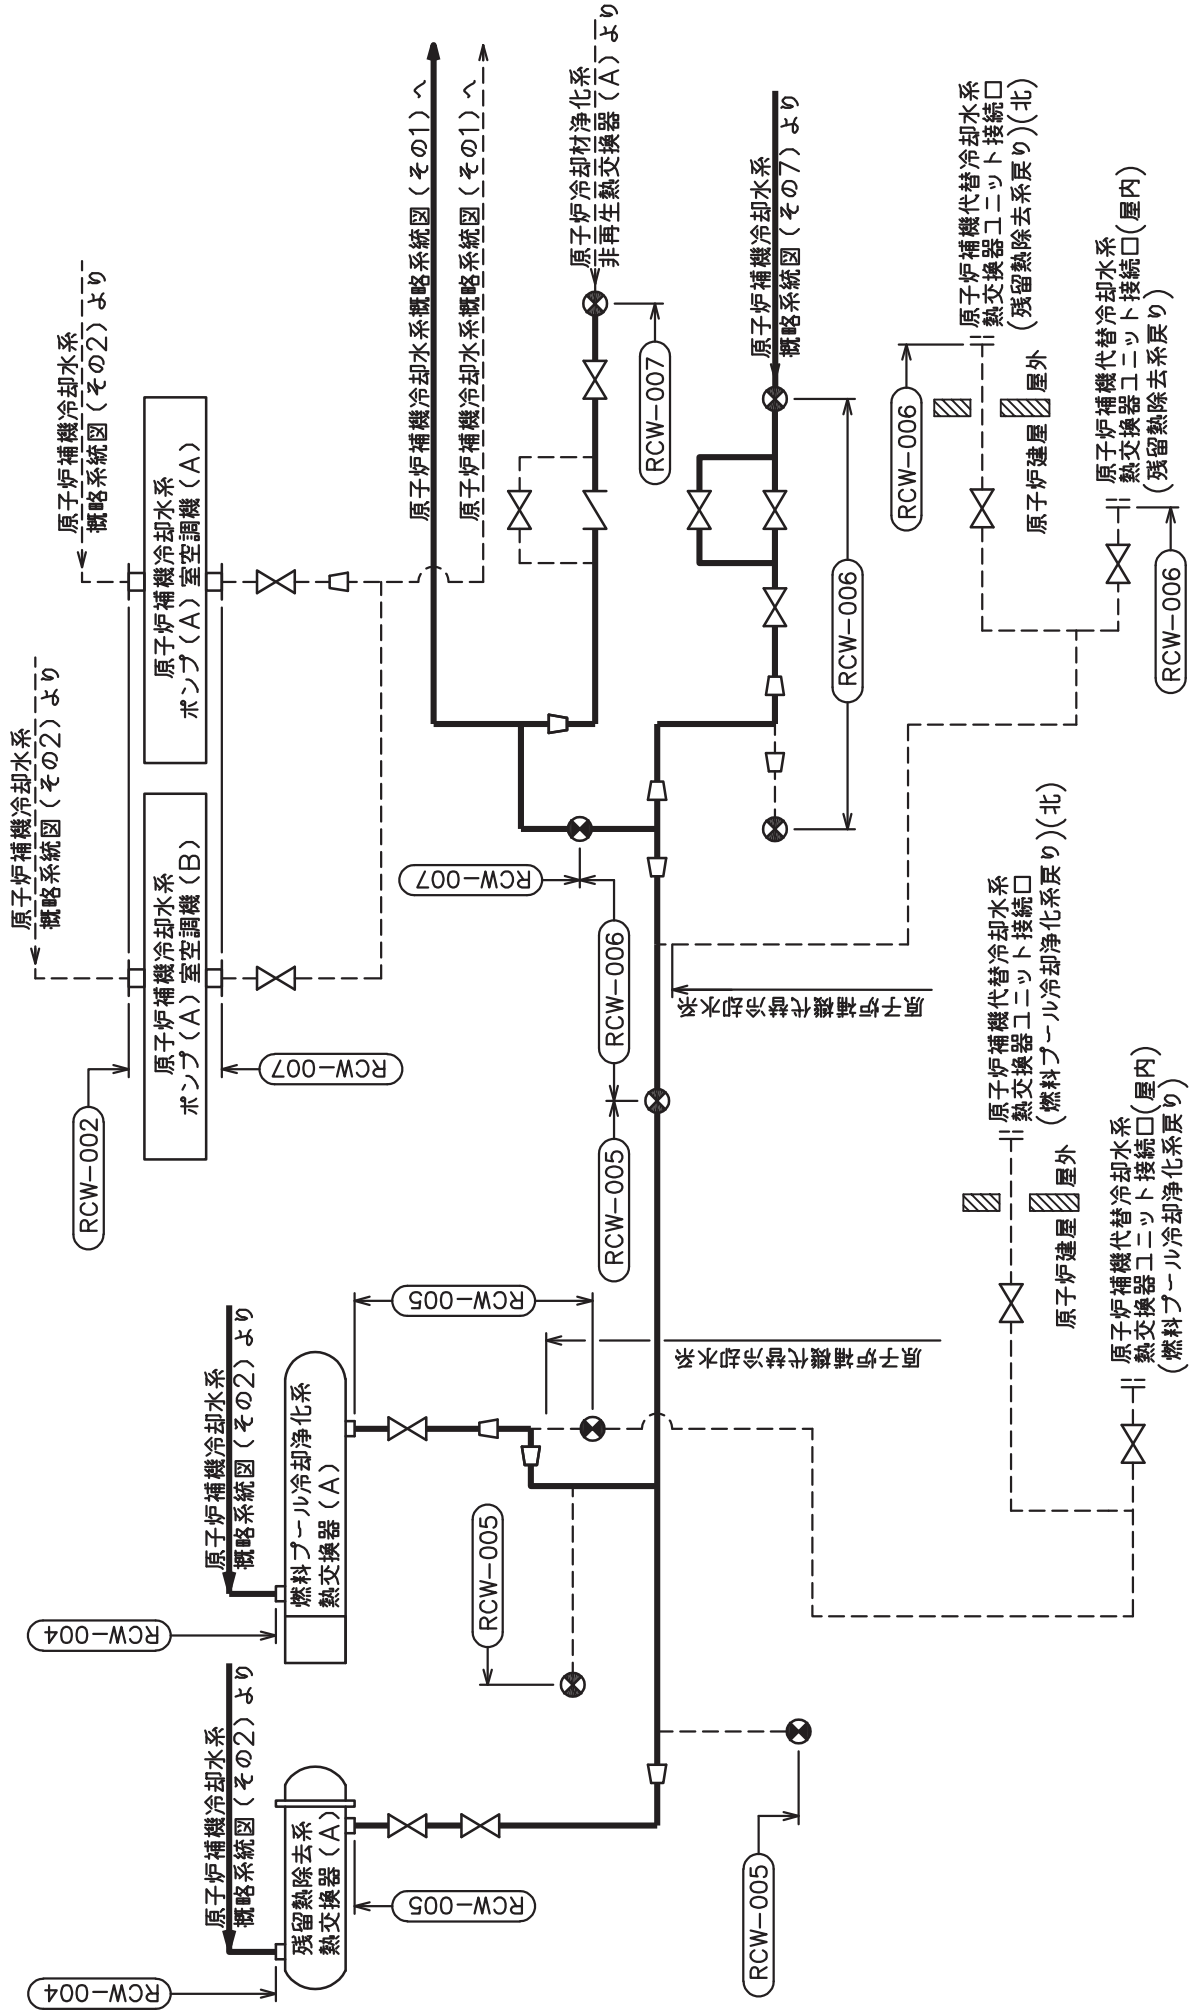 原子炉補機冷却水系
概略系統図（その2）より
RCW-004
残留熱除去系
熱交換器（A）
RCW-005
原子炉補機冷却水系
概略系統図（その2）より
RCW-004
燃料プール冷却浄化系
熱交換器（A）
RCW-005
原子炉補機代替冷却水系
RCW-005
RCW-005
原子炉補機冷却水系
概略系統図（その2）より
原子炉補機冷却水系
ポンプ（A）室空調機（B）
RCW-002
RCW-007
原子炉補機冷却水系
概略系統図（その2）より
原子炉補機冷却水系
ポンプ（A）室空調機（A）
原子炉補機冷却水系概略系統図（その1）へ
原子炉補機冷却水系概略系統図（その1）へ
原子炉冷却材浄化系
非再生熱交換器（A）より
RCW-007
原子炉補機冷却水系
概略系統図（その7）より
RCW-006
RCW-007
RCW-006
RCW-005
原子炉補機代替冷却水系
原子炉補機代替冷却水系
熱交換器ユニット接続口
(残留熱除去系戻り)(北)
RCW-006
原子炉建屋
屋外
原子炉補機代替冷却水系
熱交換器ユニット接続口(屋内)
(残留熱除去系戻り)
RCW-006
原子炉補機代替冷却水系
熱交換器ユニット接続口
(燃料プール冷却浄化系戻り)(北)
原子炉建屋
屋外
原子炉補機代替冷却水系
熱交換器ユニット接続口(屋内)
(燃料プール冷却浄化系戻り)